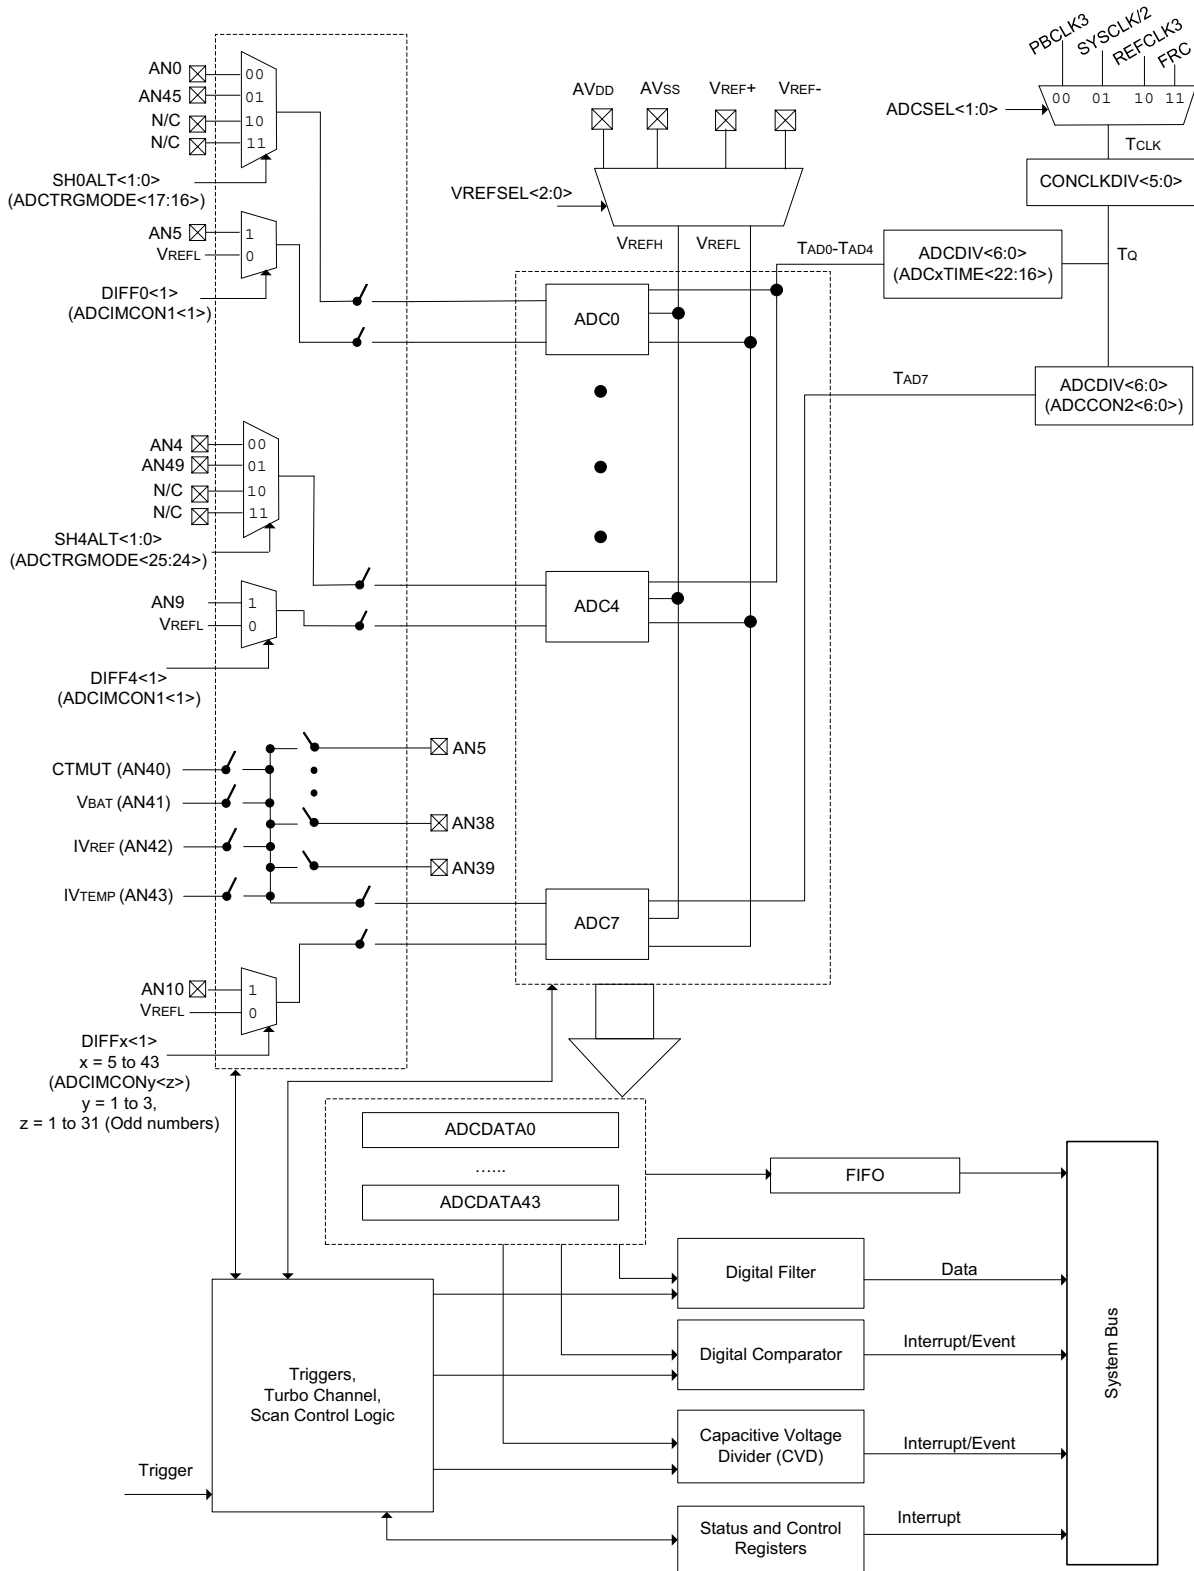 PBCLK3
SYSCLK/2
REFCLK3
FRC
ADCSEL<1:0>
00 01 10 11
TCLK
CONCLKDIV<5:0>
TQ
AN0
AN45
N/C
N/C
00
01
10
11
SH0ALT<1:0>
(ADCTRGMODE<17:16>)
AN5
VREFL
1
0
DIFF0<1>
(ADCIMCON1<1>)
AVDD AVSS VREF+ VREF-
VREFSEL<2:0>
VREFH VREFL
TAD0-TAD4
ADCDIV<6:0>
(ADCxTIME<22:16>)
TAD7
ADCDIV<6:0>
(ADCCON2<6:0>)
ADC0
AN4
AN49
N/C
N/C
00
01
10
11
SH4ALT<1:0>
(ADCTRGMODE<25:24>)
AN9
VREFL
1
0
DIFF4<1>
(ADCIMCON1<1>)
ADC4
CTMUT (AN40)
VBAT (AN41)
IVREF (AN42)
IVTEMP (AN43)
AN5
AN38
AN39
ADC7
AN10
VREFL
1
0
DIFFx<1>
x = 5 to 43
(ADCIMCONy<z>)
y = 1 to 3,
z = 1 to 31 (Odd numbers)
ADCDATA0
......
ADCDATA43
FIFO
Triggers,
Turbo Channel,
Scan Control Logic
Trigger
Digital Filter
Data
Digital Comparator
Interrupt/Event
Capacitive Voltage
Divider (CVD)
Interrupt/Event
Status and Control
Registers
Interrupt
System Bus